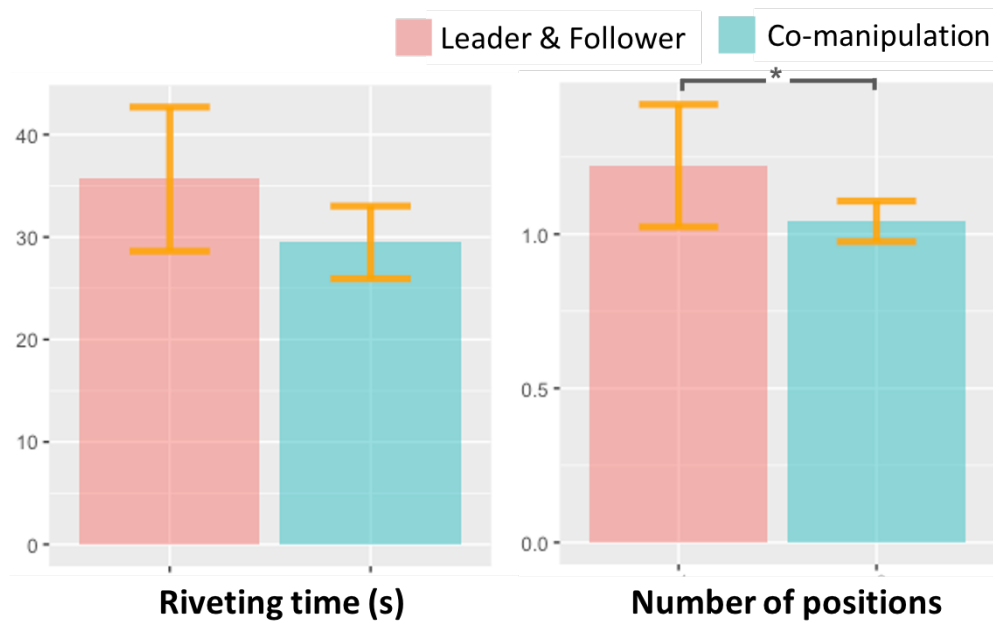 Leader & Follower
Co-manipulation
*
40
30
20
10
0
1.0
0.5
0.0
Riveting time (s)
Number of positions